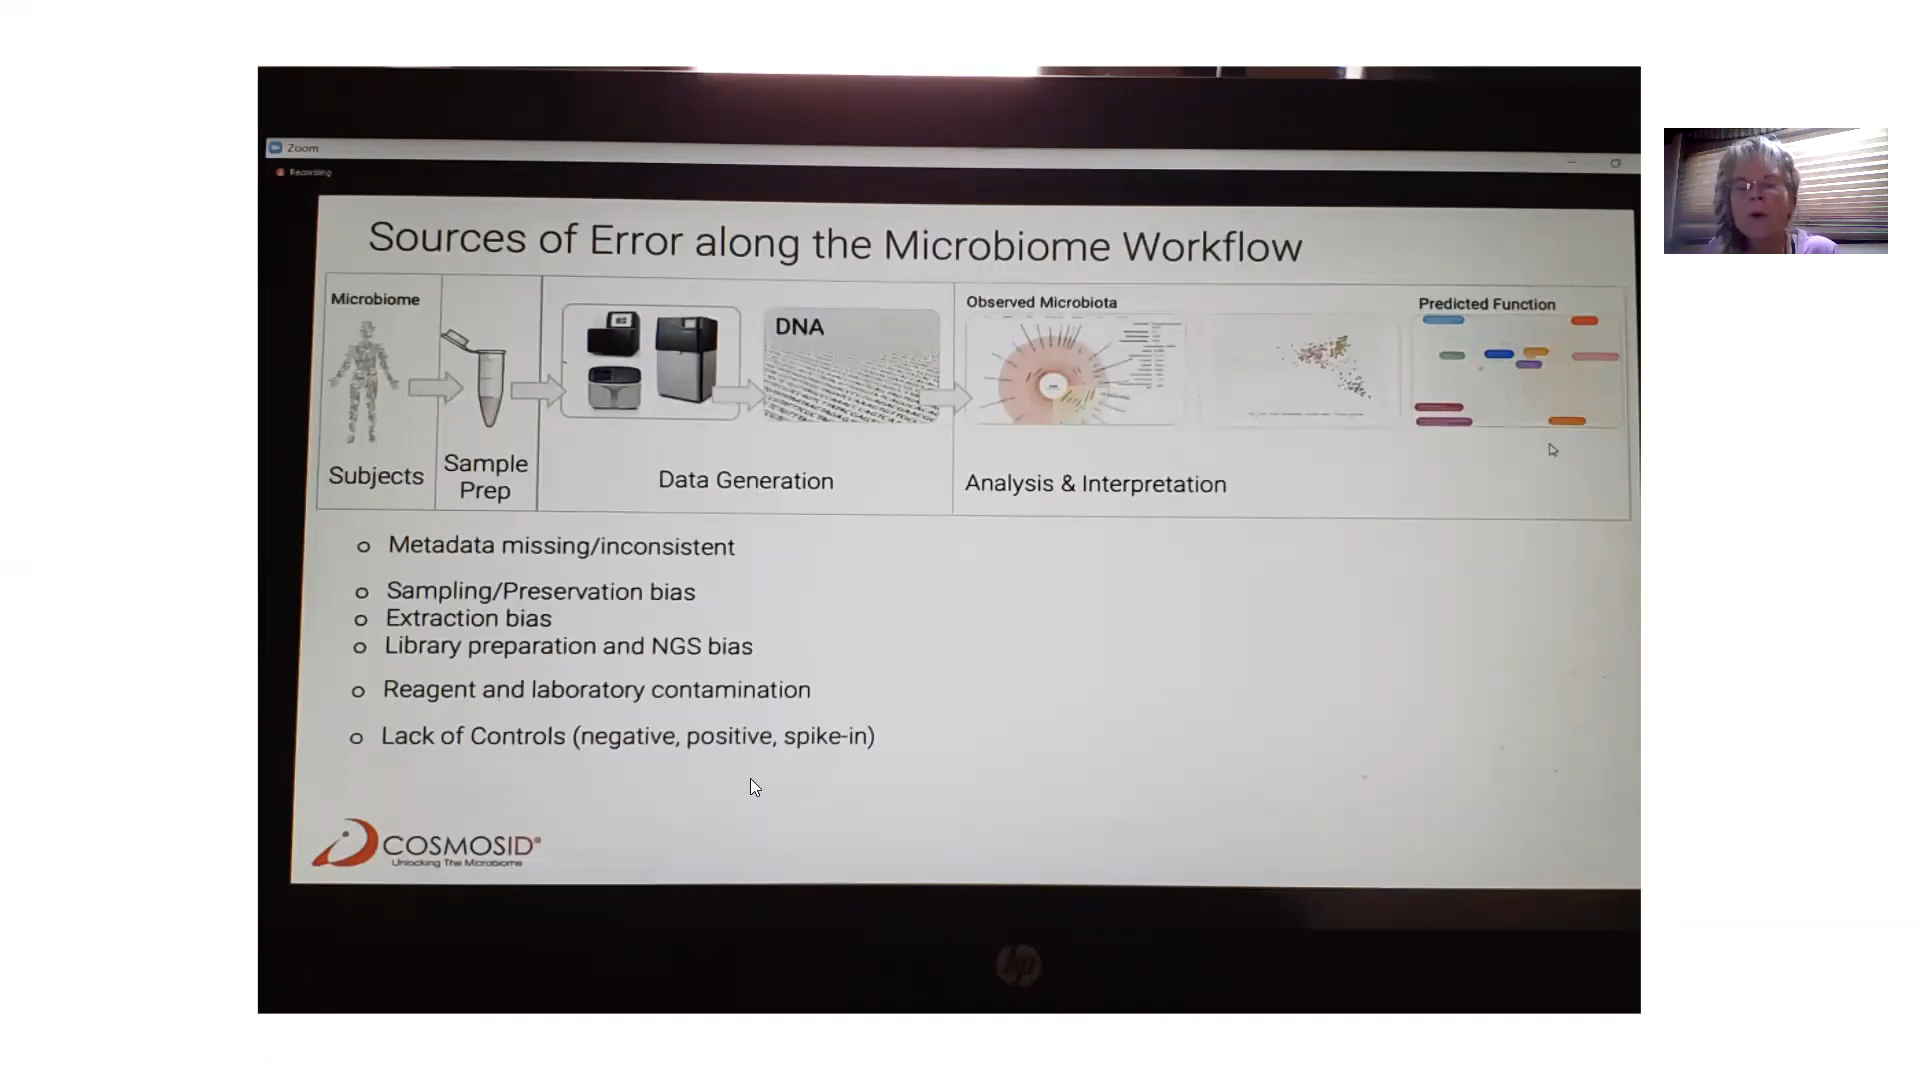 Zoom
Recording
Sources of Error along the Microbiome Workflow
Microbiome
Subjects
Sample
Prep
DNA
Data Generation
Observed Microbiota
Predicted Function
Analysis & Interpretation
o Metadata missing/inconsistent
o Sampling/Preservation bias
o Extraction bias
o Library preparation and NGS bias
o Reagent and laboratory contamination
o Lack of Controls (negative, positive, spike-in)
COSMOSID®
Unlocking The Microbiome
hp